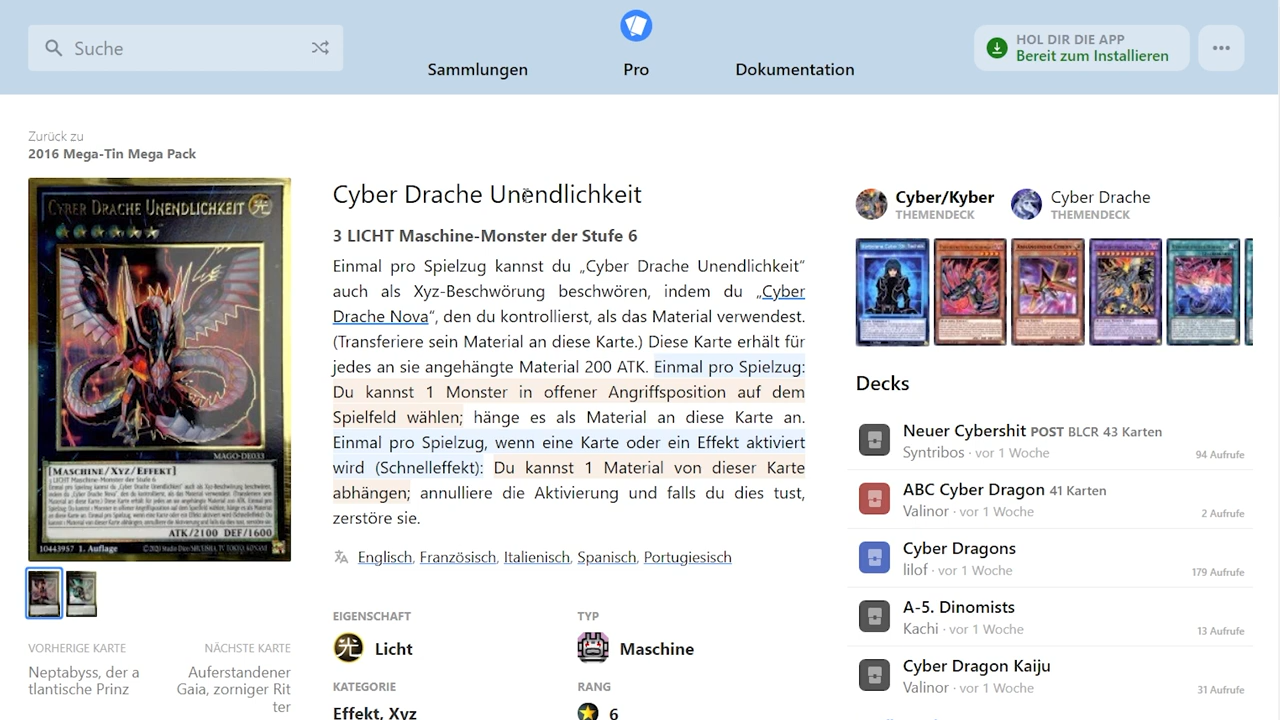 Suche
Sammlungen
Pro
Dokumentation
HOL DIR DIE APP
Bereit zum Installieren
Zurück zu
2016 Mega-Tin Mega Pack
CYBER DRACHE UNENDLICHKEIT
MAGO-DE033
[MASCHINE/XYZ/EFFEKT]
3 LICHT Maschine-Monster der Stufe 6
ATK/2100 DEF/1600
10443957 1. Auflage
VORHERIGE KARTE
Neptabyss, der a
tlantische Prinz
NÄCHSTE KARTE
Auferstandener
Gaia, zorniger Rit
ter
Cyber Drache Unendlichkeit
3 LICHT Maschine-Monster der Stufe 6
Einmal pro Spielzug kannst du „Cyber Drache Unendlichkeit“
auch als Xyz-Beschwörung beschwören, indem du „Cyber
Drache Nova“, den du kontrollierst, als das Material verwendest.
(Transferiere sein Material an diese Karte.) Diese Karte erhält für
jedes an sie angehängte Material 200 ATK. Einmal pro Spielzug:
Du kannst 1 Monster in offener Angriffsposition auf dem
Spielfeld wählen; hänge es als Material an diese Karte an.
Einmal pro Spielzug, wenn eine Karte oder ein Effekt aktiviert
wird (Schnelleffekt): Du kannst 1 Material von dieser Karte
abhängen; annulliere die Aktivierung und falls du dies tust,
zerstöre sie.
Englisch, Französisch, Italienisch, Spanisch, Portugiesisch
EIGENSCHAFT
Licht
TYP
Maschine
KATEGORIE
Effekt, Xyz
RANG
6
Cyber/Kyber
THEMENDECK
Cyber Drache
THEMENDECK
Decks
Neuer Cybershit POST BLCR 43 Karten
Syntribos · vor 1 Woche
94 Aufrufe
ABC Cyber Dragon 41 Karten
Valinor · vor 1 Woche
2 Aufrufe
Cyber Dragons
lilof · vor 1 Woche
179 Aufrufe
A-5. Dinomists
Kachi · vor 1 Woche
13 Aufrufe
Cyber Dragon Kaiju
Valinor · vor 1 Woche
31 Aufrufe